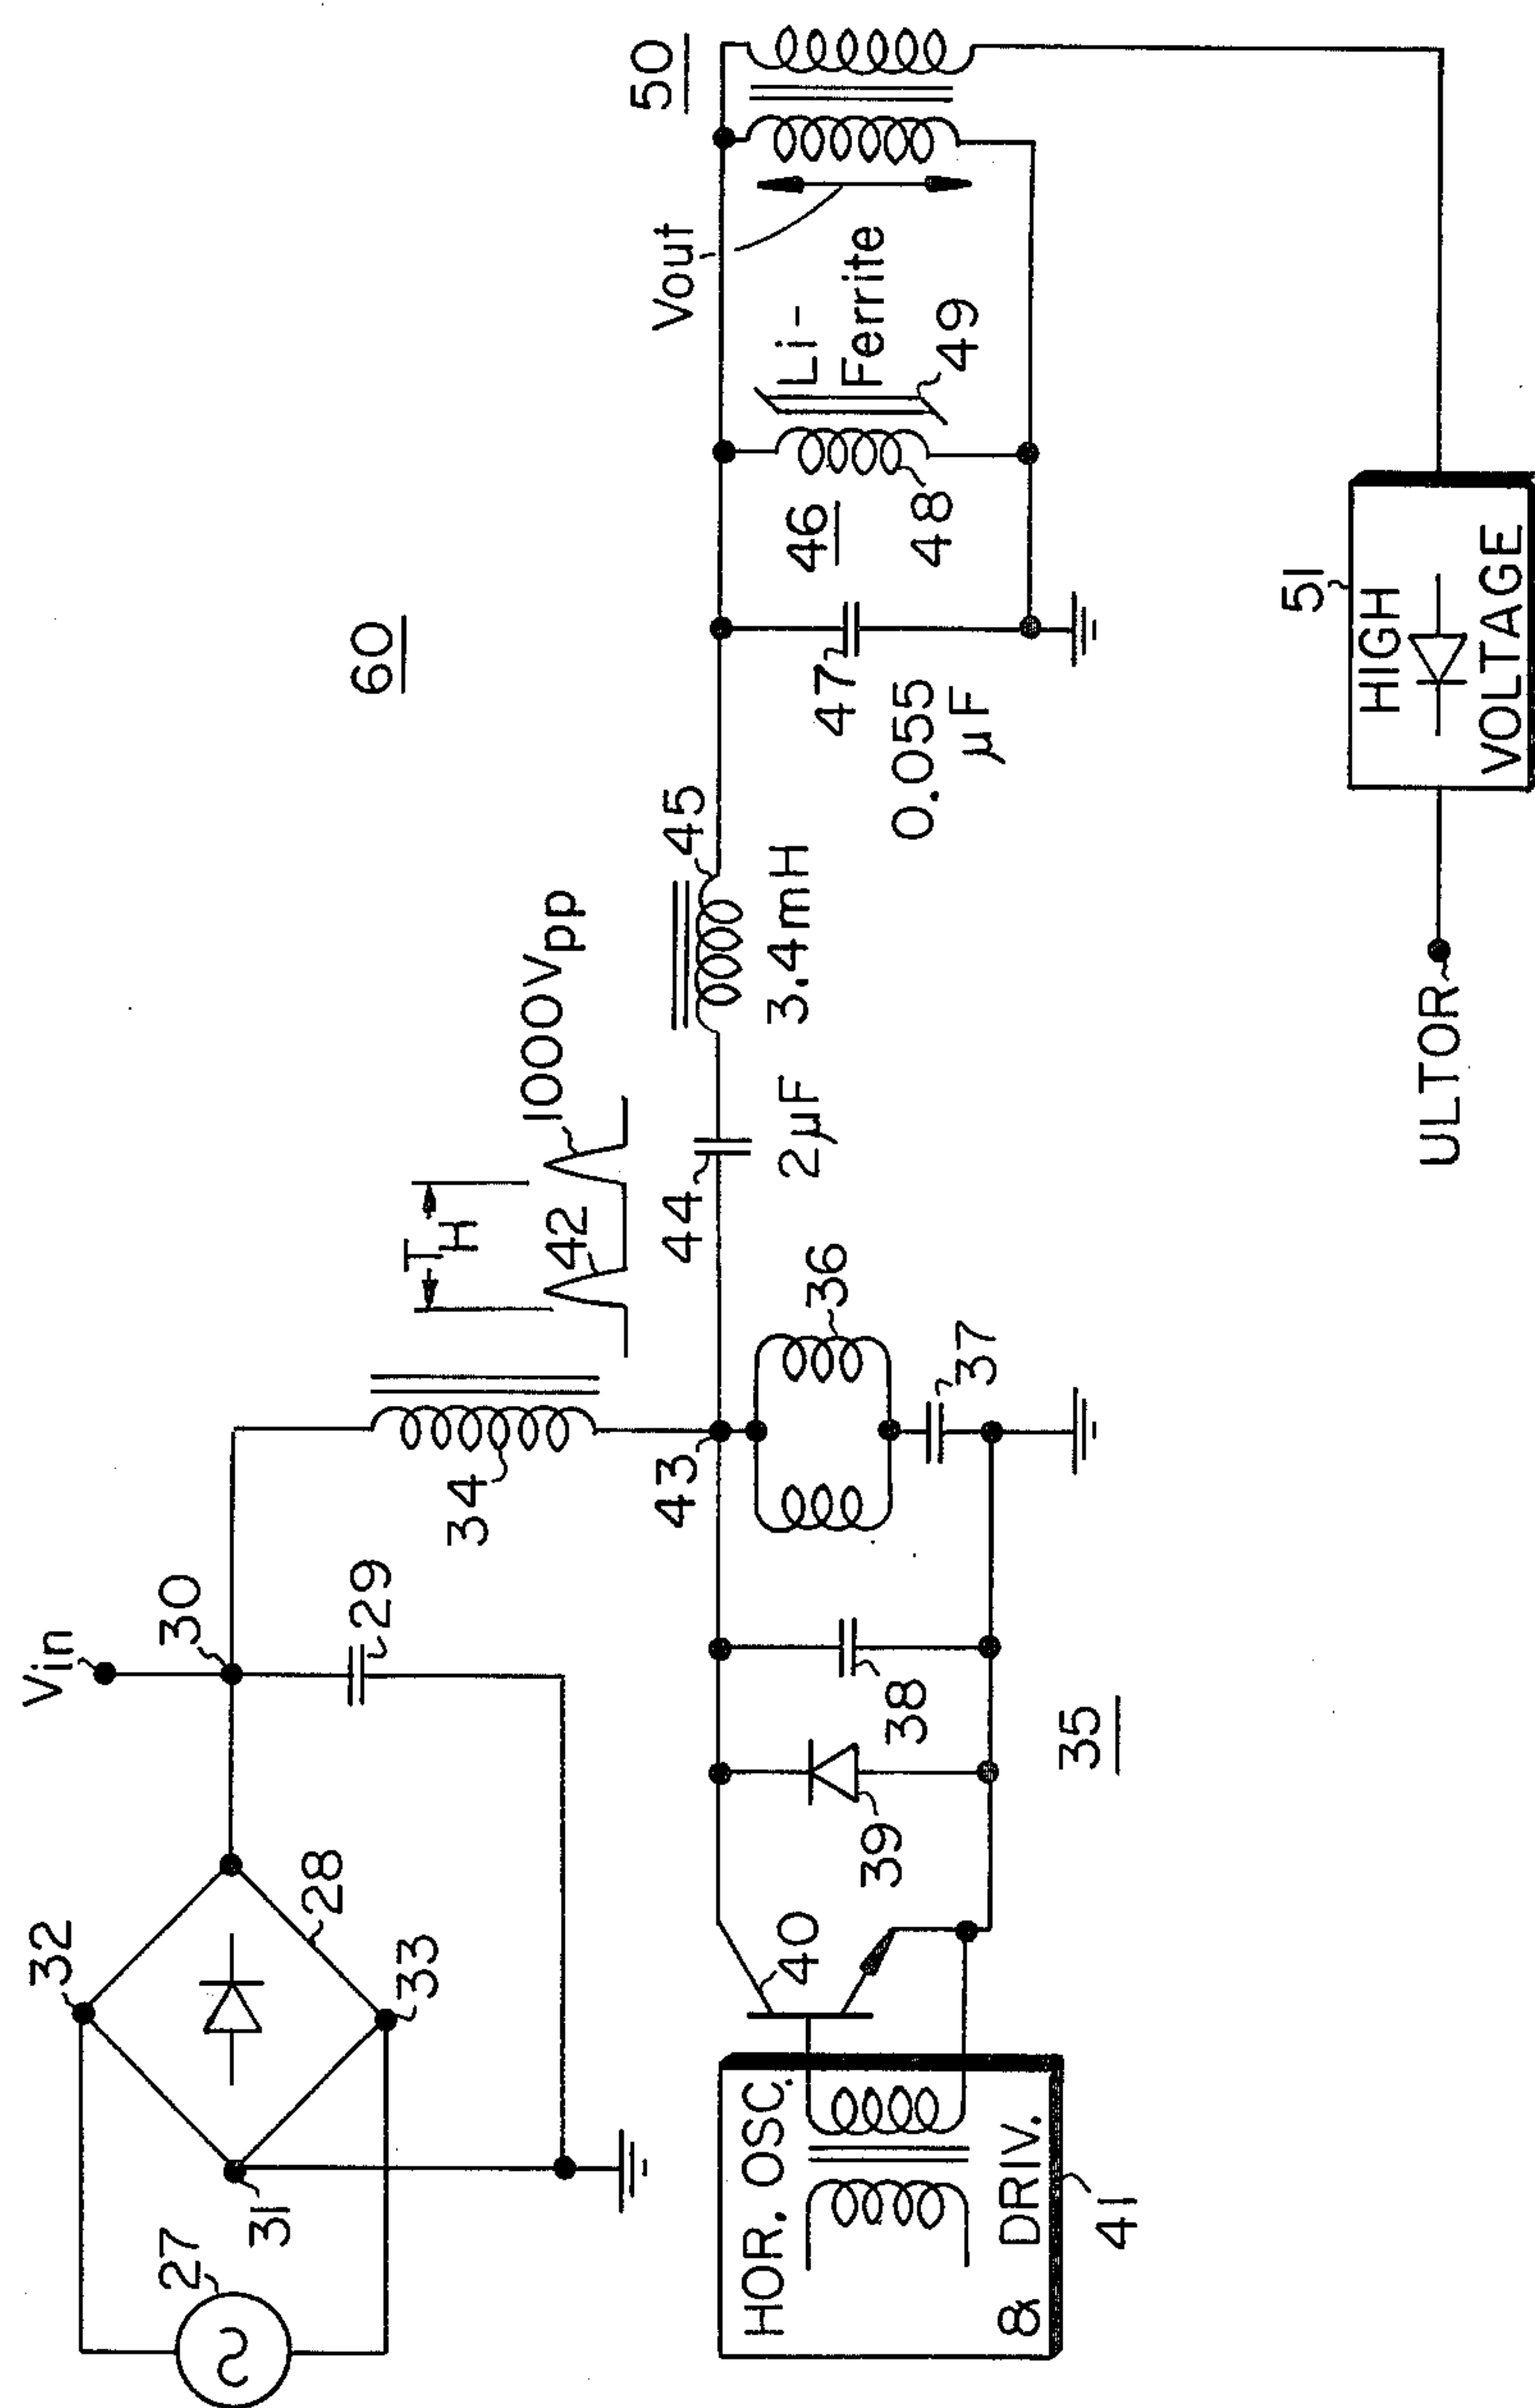 60
Vin
30
32
27
28
29
31
33
34
T
H
42
1000Vpp
43
44
2µF
45
3.4mH
50
Vout
Li-
Ferrite
46
48
49
47
0.055
µF
36
37
38
39
40
35
HOR. OSC.
& DRIV.
41
51
HIGH
VOLTAGE
ULTOR